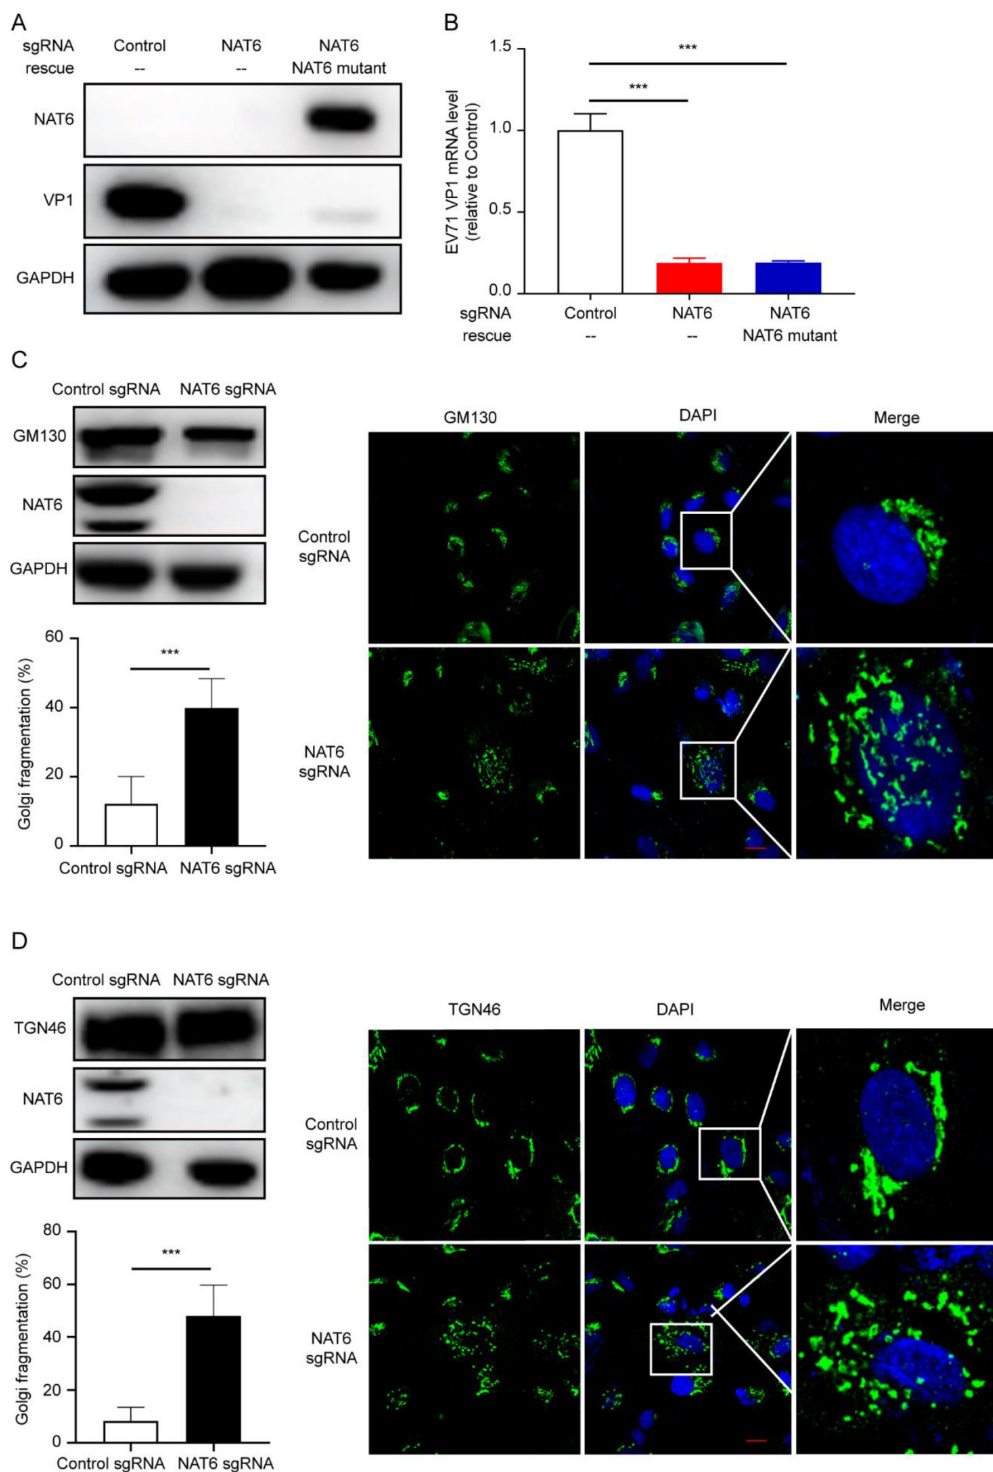 A
sgRNA Control NAT6 NAT6
rescue -- -- NAT6 mutant
NAT6
VP1
GAPDH
B
EV71 VP1 mRNA level
(relative to Control)
1.5
1.0
0.5
0.0
***
***
sgRNA Control NAT6 NAT6
rescue -- -- NAT6 mutant
C
Control sgRNA NAT6 sgRNA
GM130
NAT6
GAPDH
Golgi fragmentation (%)
60
40
20
0
***
Control sgRNA NAT6 sgRNA
GM130 DAPI Merge
Control
sgRNA
NAT6
sgRNA
D
Control sgRNA NAT6 sgRNA
TGN46
NAT6
GAPDH
Golgi fragmentation (%)
80
60
40
20
0
***
Control sgRNA NAT6 sgRNA
TGN46 DAPI Merge
Control
sgRNA
NAT6
sgRNA